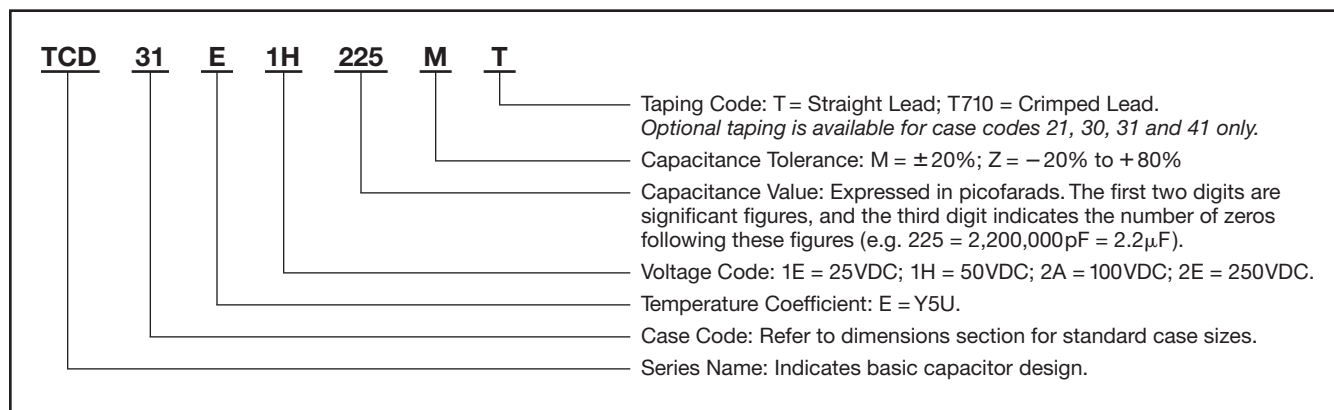 TCD 31 E 1H 225 M T
Taping Code: T = Straight Lead; T710 = Crimped Lead.
Optional taping is available for case codes 21, 30, 31 and 41 only.
Capacitance Tolerance: M = ±20%; Z = −20% to +80%
Capacitance Value: Expressed in picofarads. The first two digits are
significant figures, and the third digit indicates the number of zeros
following these figures (e.g. 225 = 2,200,000pF = 2.2μF).
Voltage Code: 1E = 25VDC; 1H = 50VDC; 2A = 100VDC; 2E = 250VDC.
Temperature Coefficient: E = Y5U.
Case Code: Refer to dimensions section for standard case sizes.
Series Name: Indicates basic capacitor design.